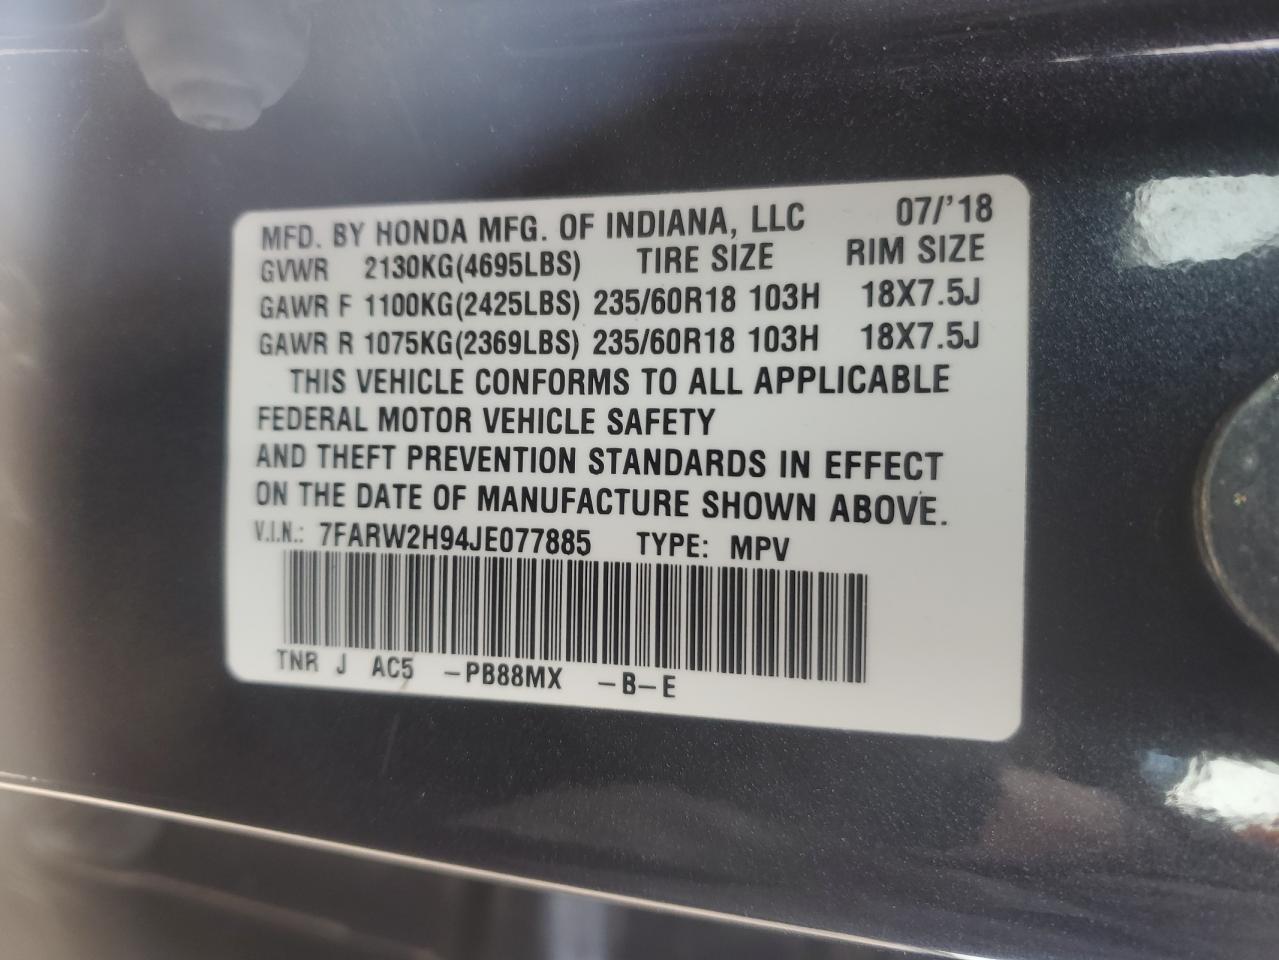 MFD. BY HONDA MFG. OF INDIANA, LLC 07/'18
GVWR 2130KG(4695LBS) TIRE SIZE RIM SIZE
GAWR F 1100KG(2425LBS) 235/60R18 103H 18X7.5J
GAWR R 1075KG(2369LBS) 235/60R18 103H 18X7.5J
THIS VEHICLE CONFORMS TO ALL APPLICABLE
FEDERAL MOTOR VEHICLE SAFETY
AND THEFT PREVENTION STANDARDS IN EFFECT
ON THE DATE OF MANUFACTURE SHOWN ABOVE.
V.I.N.: 7FARW2H94JE077885 TYPE: MPV
TNR J AC5 -PB88MX -B-E